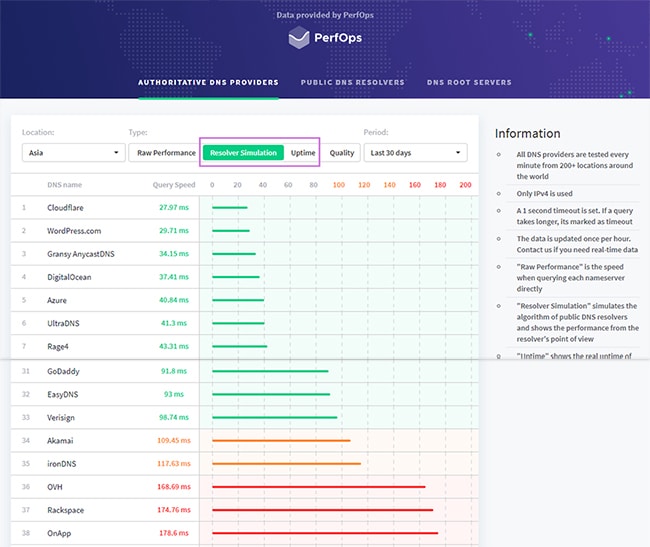 Data provided by PerfOps
PerfOps
AUTHORITATIVE DNS PROVIDERS PUBLIC DNS RESOLVERS DNS ROOT SERVERS
Location: Type: Period:
Asia Raw Performance Resolver Simulation Uptime Quality Last 30 days
DNS name Query Speed 0 20 40 60 80 100 120 140 160 180 200
1 Cloudflare 27.97 ms
2 WordPress.com 29.71 ms
3 Gransy AnycastDNS 34.15 ms
4 DigitalOcean 37.41 ms
5 Azure 40.84 ms
6 UltraDNS 41.3 ms
7 Rage4 43.31 ms
31 GoDaddy 91.8 ms
32 EasyDNS 93 ms
33 Verisign 98.74 ms
34 Akamai 109.45 ms
35 ironDNS 117.63 ms
36 OVH 168.69 ms
37 Rackspace 174.76 ms
38 OnApp 178.6 ms
Information
All DNS providers are tested every
minute from 200+ locations around
the world
Only IPv4 is used
A 1 second timeout is set. If a query
takes longer, its marked as timeout
The data is updated once per hour.
Contact us if you need real-time data
"Raw Performance" is the speed
when querying each nameserver
directly
"Resolver Simulation" simulates the
algorithm of public DNS resolvers
and shows the performance from the
resolver's point of view
"Uptime" shows the real uptime of